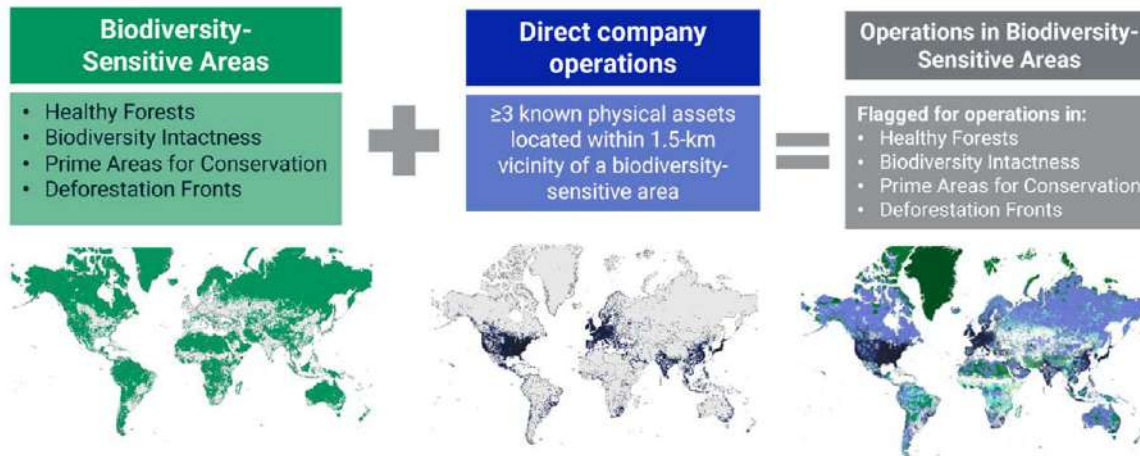 Biodiversity-
Sensitive Areas
• Healthy Forests
• Biodiversity Intactness
• Prime Areas for Conservation
• Deforestation Fronts
Direct company
operations
≥3 known physical assets
located within 1.5-km
vicinity of a biodiversity-
sensitive area
Operations in Biodiversity-
Sensitive Areas
Flagged for operations in:
• Healthy Forests
• Biodiversity Intactness
• Prime Areas for Conservation
• Deforestation Fronts